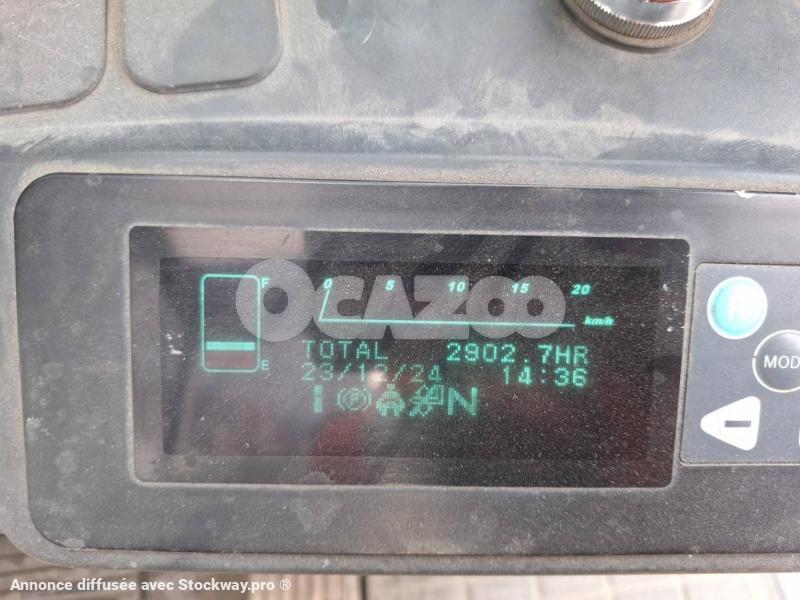 OCAZOO
F
0 5 10 15 20
km/h
E
TOTAL 2902.7HR
23/12/24 14:36
N
MOD
Annonce diffusée avec Stockway.pro ®